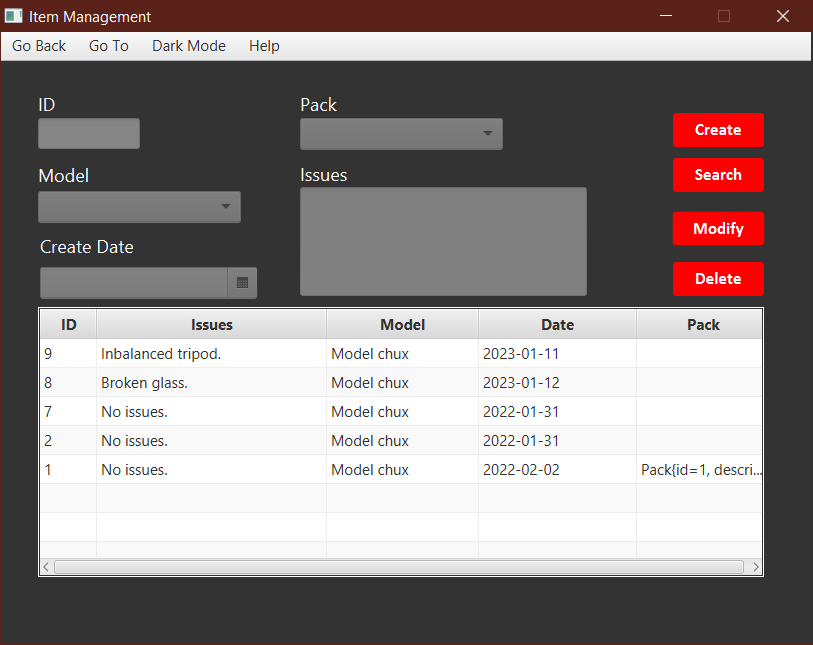 Item Management
Go Back Go To Dark Mode Help
ID
Pack
Create
Search
Model
Issues
Modify
Create Date
Delete
ID Issues Model Date Pack
9 Inbalanced tripod. Model chux 2023-01-11
8 Broken glass. Model chux 2023-01-12
7 No issues. Model chux 2022-01-31
2 No issues. Model chux 2022-01-31
1 No issues. Model chux 2022-02-02 Pack{id=1, descri...